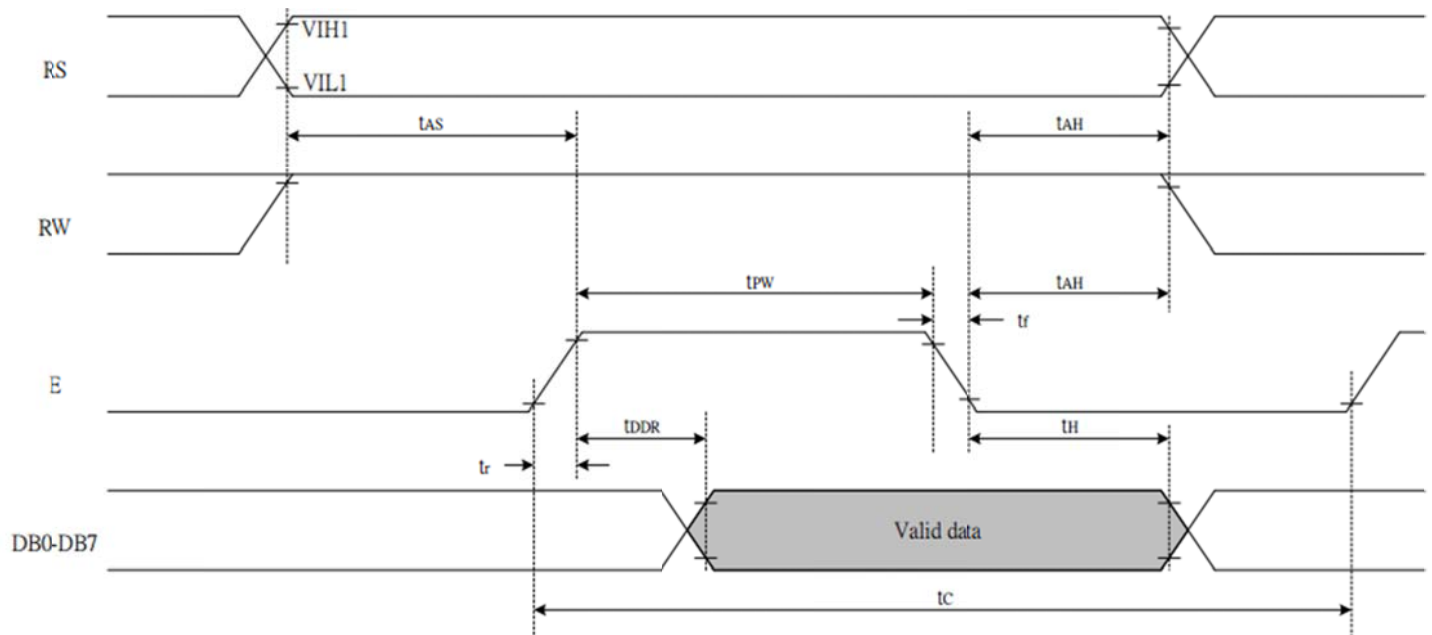 VIH1
RS
VIL1
tAS
tAH
RW
tPW
tAH
tf
E
tDDR
tH
tr
Valid data
DB0-DB7
tC